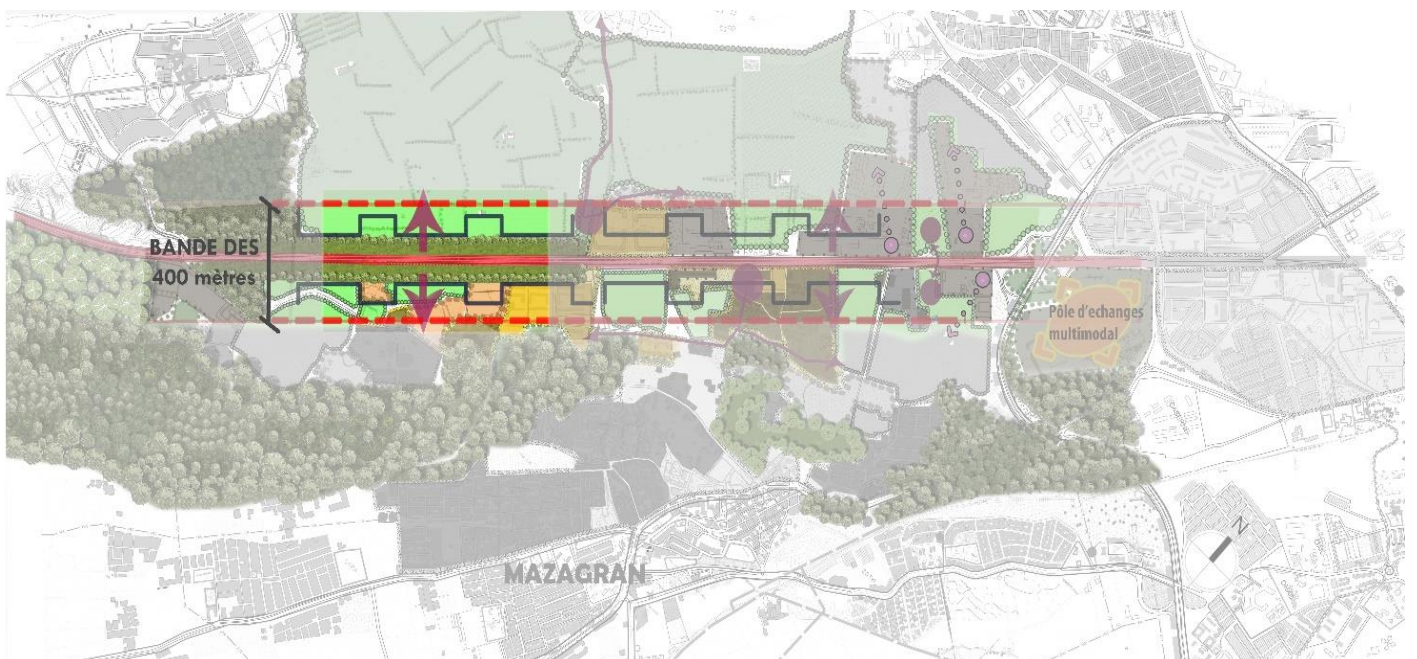 BANDE DES
400 mètres
Pôle d'echanges
multimodal
MAZAGRAN
N